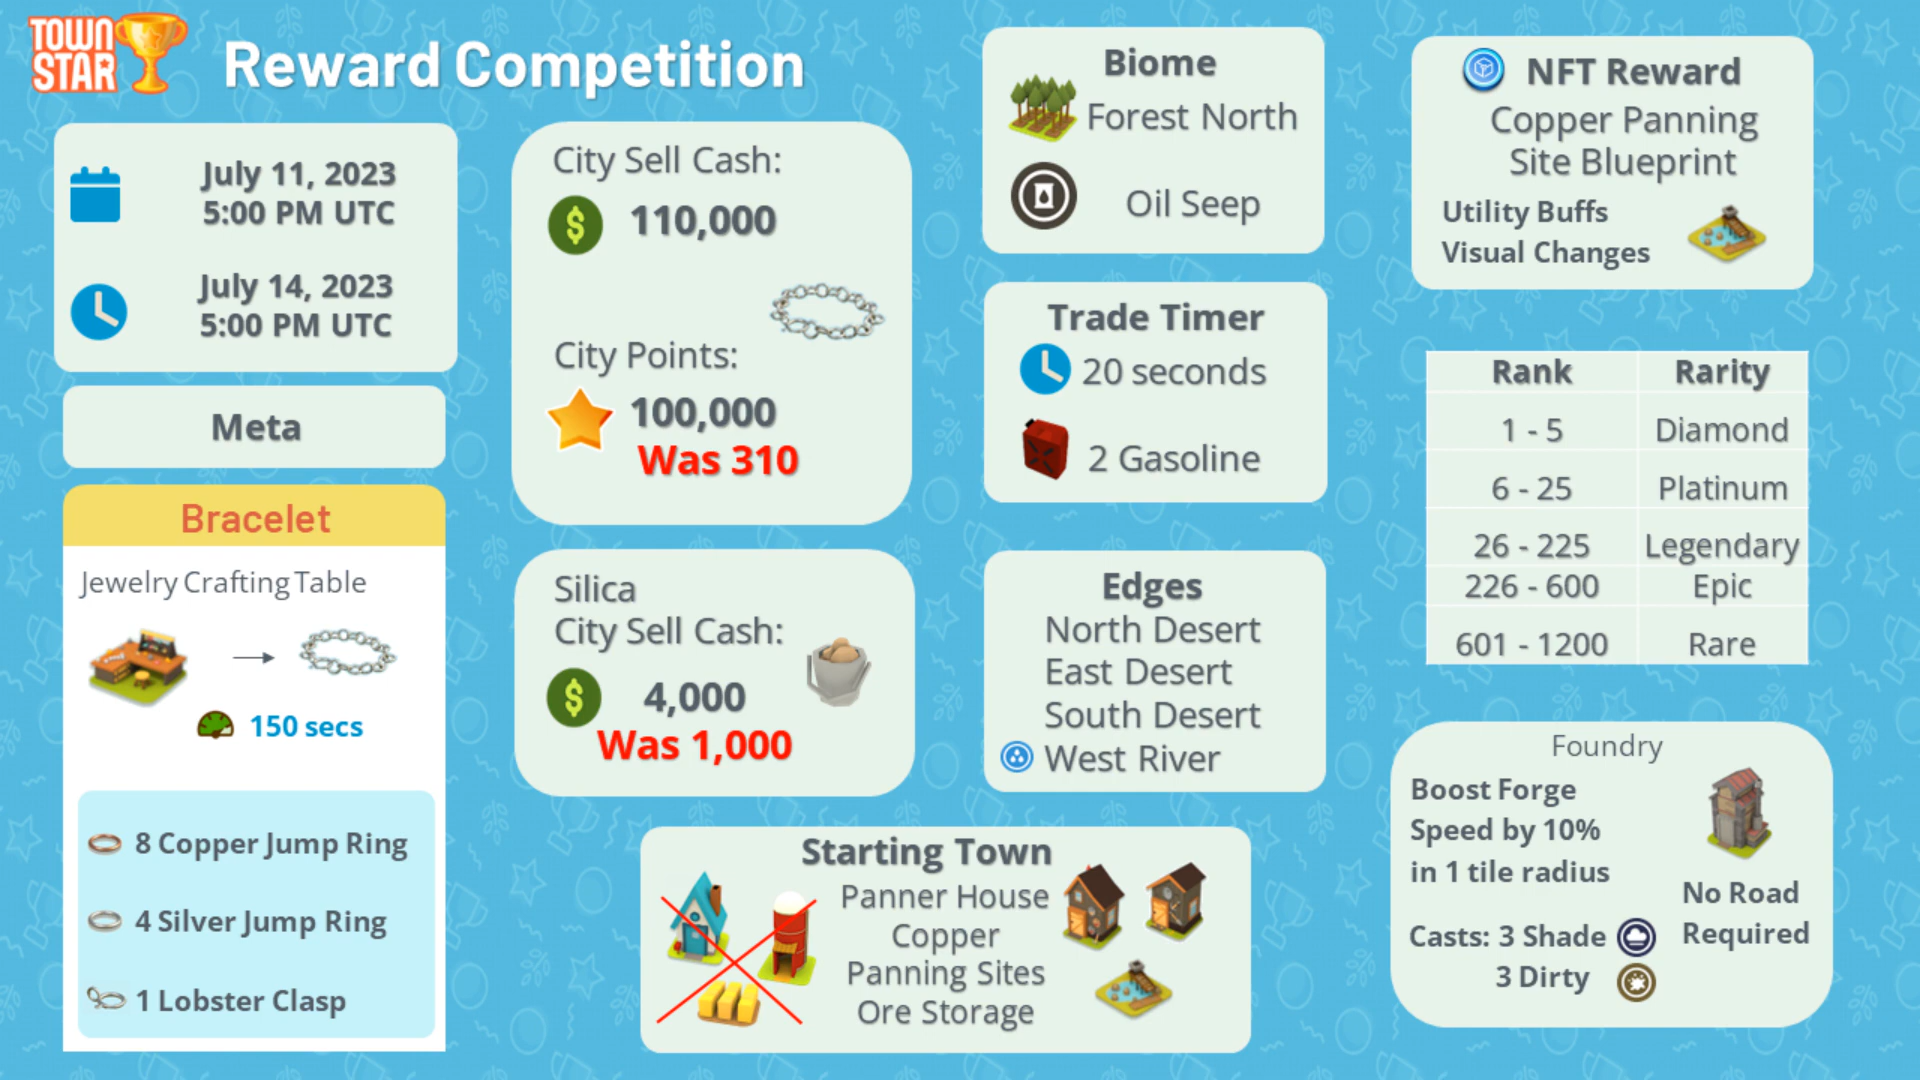 TOWN
STAR
Reward Competition
July 11, 2023
5:00 PM UTC
July 14, 2023
5:00 PM UTC
Meta
Bracelet
Jewelry Crafting Table
150 secs
8 Copper Jump Ring
4 Silver Jump Ring
1 Lobster Clasp
City Sell Cash:
$ 110,000
City Points:
100,000
Was 310
Silica
City Sell Cash:
$ 4,000
Was 1,000
Starting Town
Panner House
Copper
Panning Sites
Ore Storage
Biome
Forest North
Oil Seep
Trade Timer
20 seconds
2 Gasoline
Edges
North Desert
East Desert
South Desert
West River
NFT Reward
Copper Panning
Site Blueprint
Utility Buffs
Visual Changes
Rank Rarity
1 - 5 Diamond
6 - 25 Platinum
26 - 225 Legendary
226 - 600 Epic
601 - 1200 Rare
Foundry
Boost Forge
Speed by 10%
in 1 tile radius
No Road
Required
Casts: 3 Shade
3 Dirty